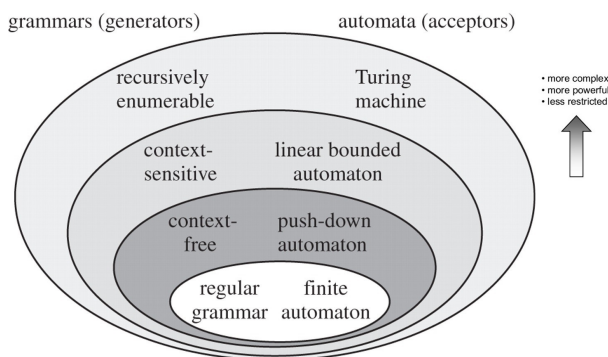 grammars (generators) automata (acceptors)
recursively enumerable
Turing machine
• more complex
• more powerful
• less restricted
context-
sensitive
linear bounded
automaton
context-
free
push-down
automaton
regular
grammar
finite
automaton